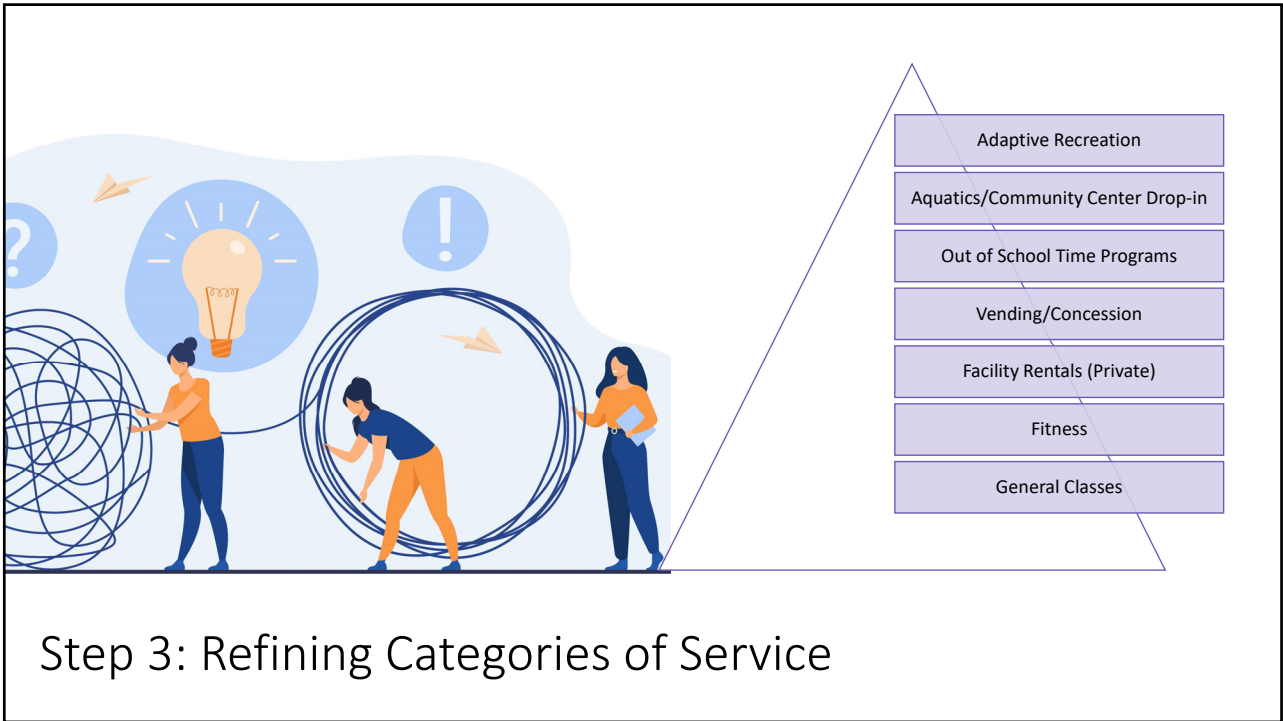 ?
!
Adaptive Recreation
Aquatics/Community Center Drop-in
Out of School Time Programs
Vending/Concession
Facility Rentals (Private)
Fitness
General Classes
Step 3: Refining Categories of Service